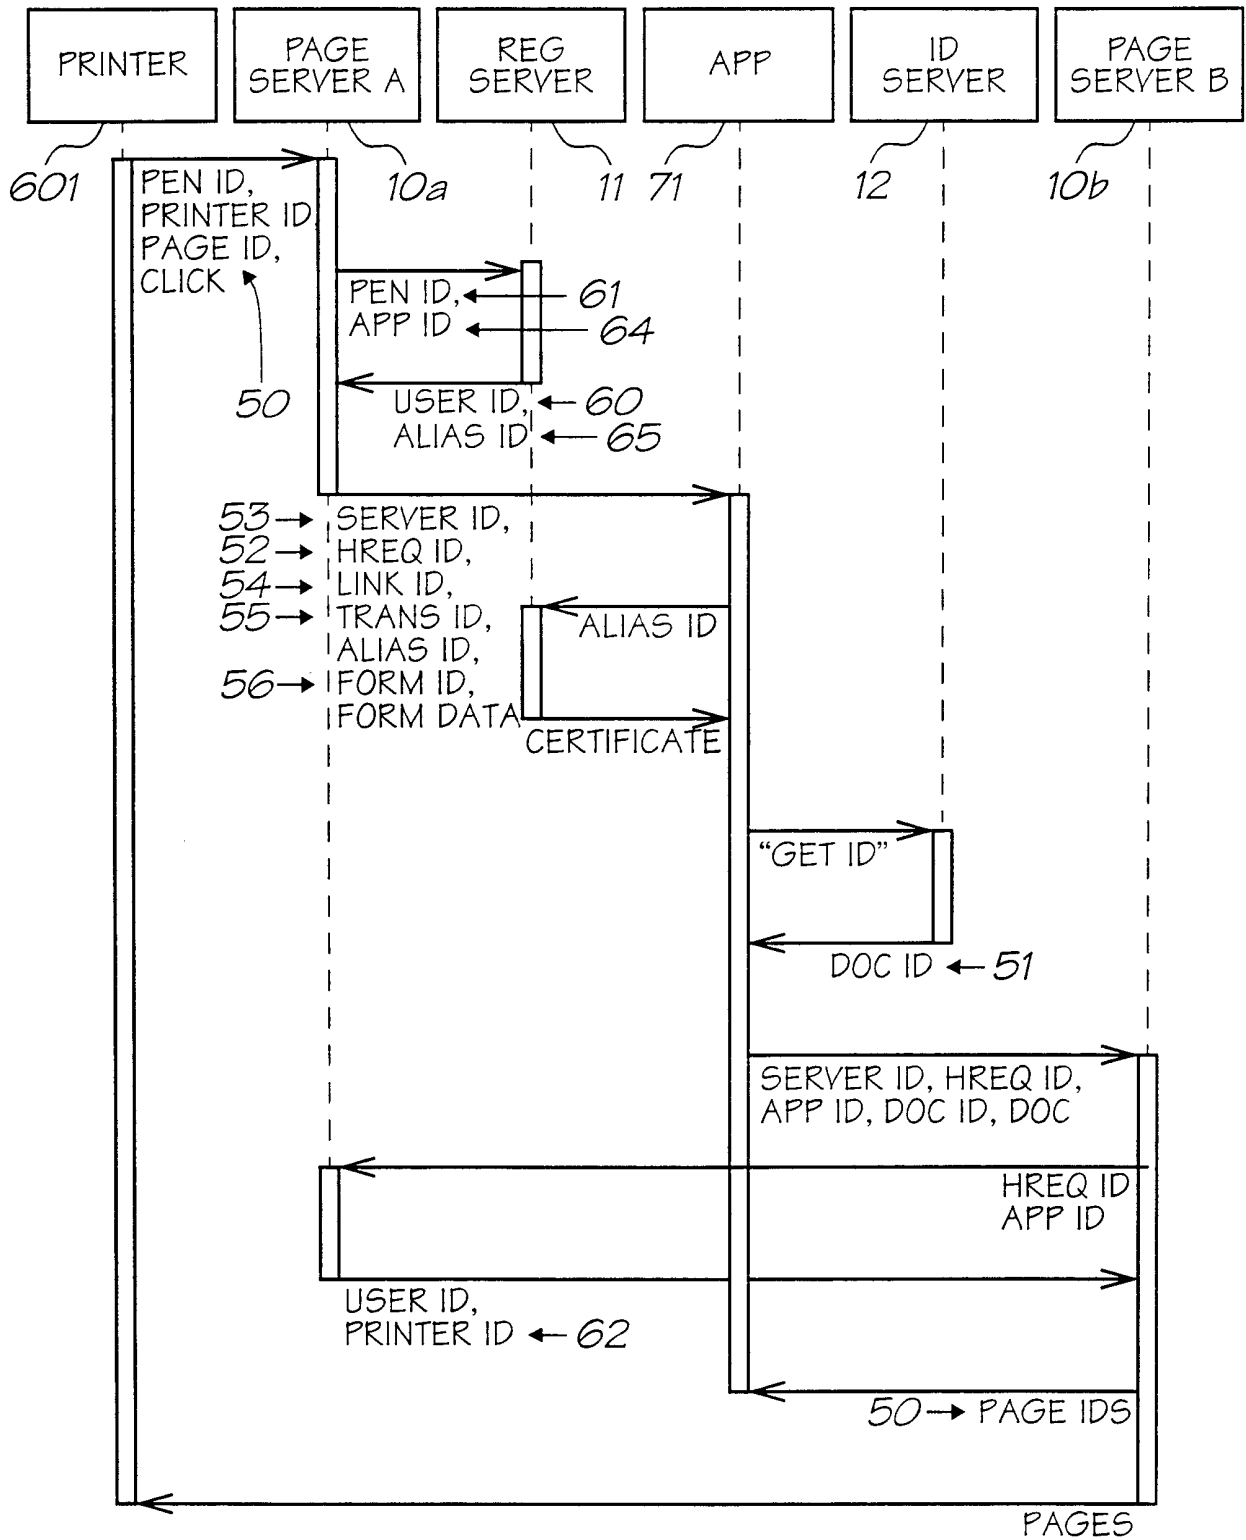 PRINTER
PAGE
SERVER A
REG
SERVER
APP
ID
SERVER
PAGE
SERVER B
601
10a
11
71
12
10b
PEN ID,
PRINTER ID
PAGE ID,
CLICK
50
PEN ID,
61
APP ID
64
USER ID,
60
ALIAS ID
65
53
SERVER ID,
52
HREQ ID,
54
LINK ID,
55
TRANS ID,
ALIAS ID,
56
FORM ID,
FORM DATA
ALIAS ID
CERTIFICATE
“GET ID”
DOC ID
51
SERVER ID, HREQ ID,
APP ID, DOC ID, DOC
HREQ ID
APP ID
USER ID,
PRINTER ID
62
50
PAGE IDS
PAGES